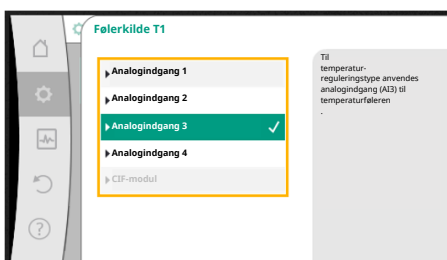 Følerkilde T1
Analogindgang 1
Analogindgang 2
Analogindgang 3
Analogindgang 4
CIF-modul
Til
temperatur-
reguleringstype anvendes
analogindgang (AI3) til
temperaturføleren
.
?